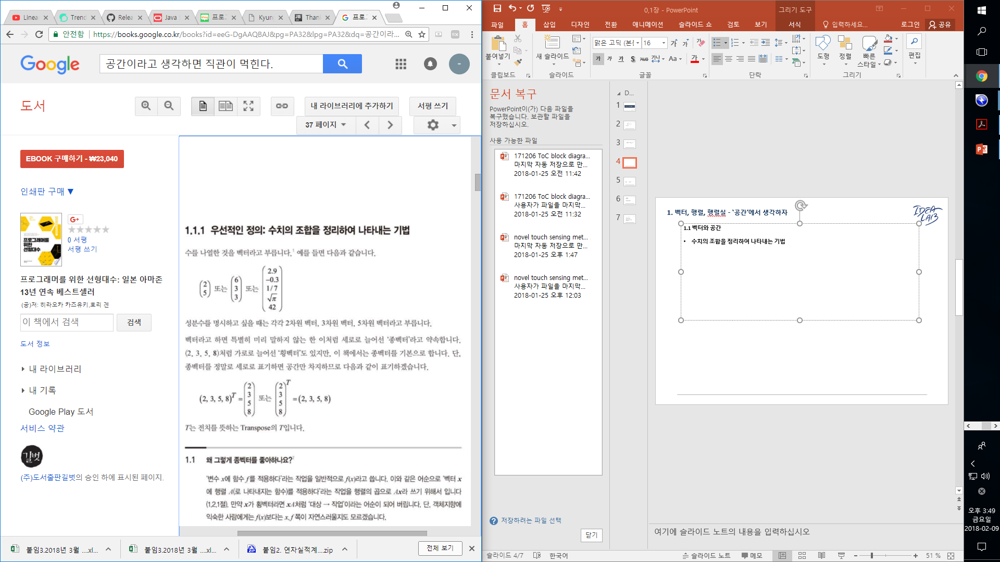 Linea
Trend
Relea
Java
프로그
Kyun
Than
프로:
안전함 | https://books.google.co.kr/books?id=eeG-DgAAQBAJ&pg=PA32&lpg=PA32&dq=공간이라...
Google
공간이라고 생각하면 직관이 먹힌다.
도서
내 라이브러리에 추가하기
서평 쓰기
37 페이지
EBOOK 구매하기 - ₩23,040
인쇄판 구매 ▼
프로그래머를
위한
선형대수
G+
0 서평
서평 쓰기
프로그래머를 위한 선형대수: 일본 아마존
13년 연속 베스트셀러
(공)저: 히라오카 카즈유키,호리 겐
이 책에서 검색
검색
도서 정보
내 라이브러리
내 기록
Google Play 도서
서비스 약관
길벗
(주)도서출판길벗의 승인 하에 표시된 페이지.
1.1.1 우선적인 정의: 수치의 조합을 정리하여 나타내는 기법
수를 나열한 것을 벡터라고 부릅니다.¹ 예를 들면 다음과 같습니다.
(2 5) 또는 (6 3 3) 또는 (2.9 −0.3 1/7 √π 42)
성분수를 명시하고 싶을 때는 각각 2차원 벡터, 3차원 벡터, 5차원 벡터라고 부릅니다.
벡터라고 하면 특별히 미리 말하지 않는 한 이처럼 세로로 늘어선 '종벡터'라고 약속합니다.
(2, 3, 5, 8)처럼 가로로 늘어선 '횡벡터'도 있지만, 이 책에서는 종벡터를 기본으로 합니다. 단,
종벡터를 정말로 세로로 표기하면 공간만 차지하므로 다음과 같이 표기하겠습니다.
(2, 3, 5, 8)ᵀ = (2 3 5 8) 또는 (2 3 5 8)ᵀ = (2, 3, 5, 8)
T는 전치를 뜻하는 Transpose의 T입니다.
1.1 왜 그렇게 종벡터를 좋아하나요?²
'변수 x에 함수 f를 적용하다'라는 작업을 일반적으로 f(x)라고 씁니다. 이와 같은 어순으로 '벡터 x
에 행렬 A(로 나타내지는 함수)를 적용하다'라는 작업을 행렬의 곱으로 Ax라 쓰기 위해서 입니다
(1.2.1절). 만약 x가 횡벡터라면 xA처럼 '대상 → 작업'이라는 어순이 되어 버립니다. 단, 객체지향에
익숙한 사람에게는 f(x)보다는 x.f 쪽이 자연스러울지도 모르겠습니다.
붙임3.2018년 3월 ....xl...
붙임3.2018년 3월 ....xl...
붙임2. 연차실적계....zip
전체 보기
0,1장 - PowerPoint
그리기 도구
파일
홈
삽입
디자인
전환
애니메이션
슬라이드 쇼
검토
보기
서식
입력하세요...
로그인
공유
붙여넣기
클립보드
새 슬라이드
슬라이드
맑은 고딕 (본문
16
가 가 가 S abc 간나 Aa 가
글꼴
단락
도형
정렬
빠른
스타일
그리기
편집
문서 복구
PowerPoint이(가) 다음 파일을
복구했습니다. 보관할 파일을
저장하십시오.
사용 가능한 파일
171206 ToC block diagra...
마지막 자동 저장으로 만...
2018-01-25 오전 11:42
171206 ToC block diagra...
사용자가 파일을 마지막...
2018-01-25 오전 11:32
novel touch sensing met...
마지막 자동 저장으로 만...
2018-01-25 오후 1:47
novel touch sensing met...
사용자가 파일을 마지막...
2018-01-25 오후 12:03
저장하려는 파일 선택
닫기
D...
1
2
3
4
5
6
7
1. 벡터, 행렬, 행렬실 - '공간'에서 생각하자
IDEA LAB
1.1 벡터와 공간
• 수치의 조합을 정리하여 나타내는 기법
여기에 슬라이드 노트의 내용을 입력하십시오
슬라이드 4/7
한국어
슬라이드 노트
메모
51 %
오후 3:49
금요일
2018-02-09